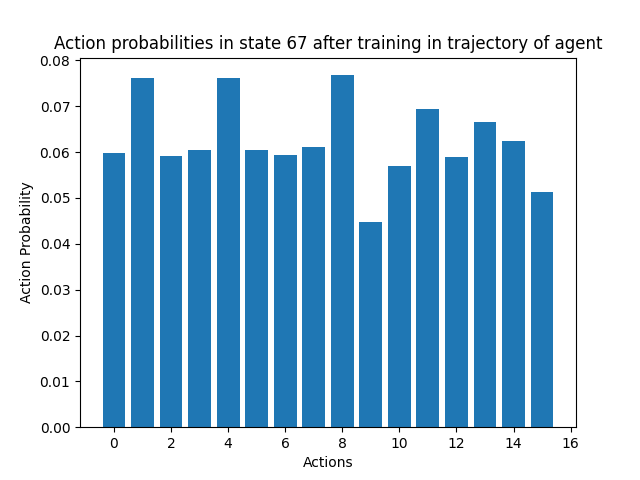 Action probabilities in state 67 after training in trajectory of agent
0.08
0.07
0.06
0.05
0.04
0.03
0.02
0.01
0.00
Action Probability
0 2 4 6 8 10 12 14 16
Actions